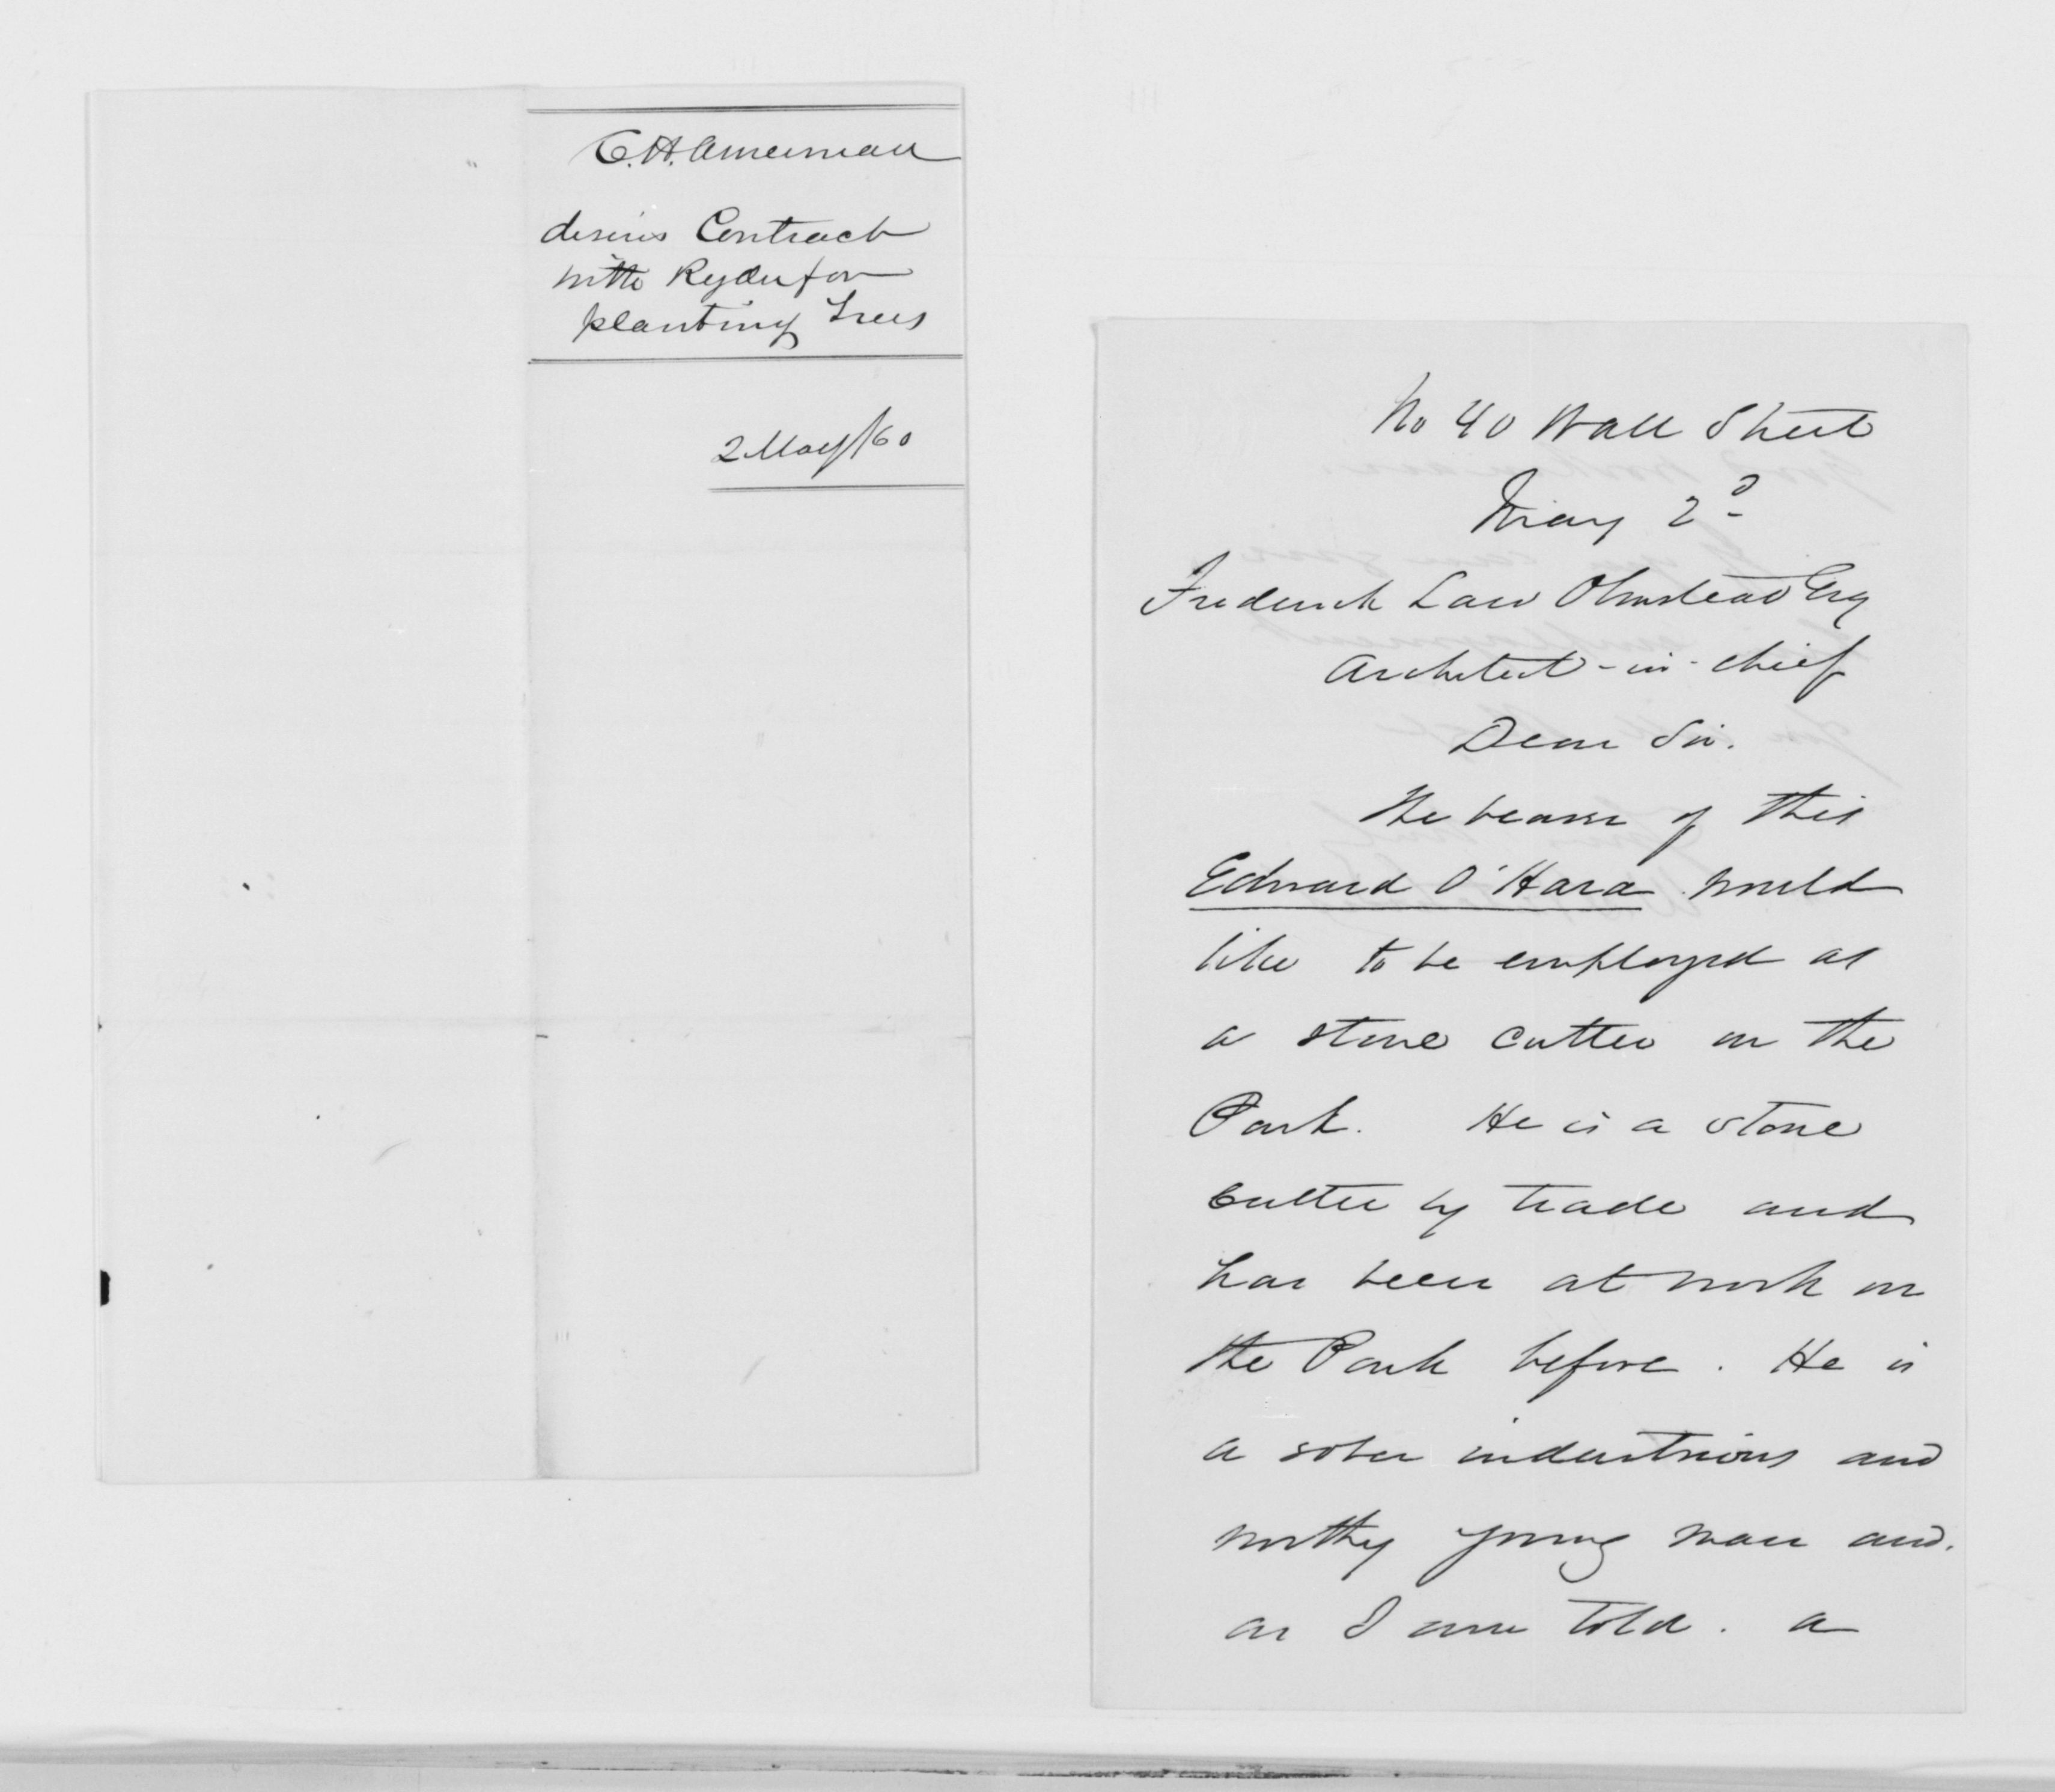 C. H. Amerman
desires Contract
with Ryder for
planting Trees
2 May/60
No 40 Wall Street
May 2d
Frederick Law Olmstead Esq
Architect-in-chief
Dear Sir.
The bearer of this
Edward O'Hara would
like to be employed as
a stone cutter on the
Park. He is a stone
cutter by trade and
has been at work on
the Park before. He is
a sober industrious and
worthy young man and.
as I am told. a